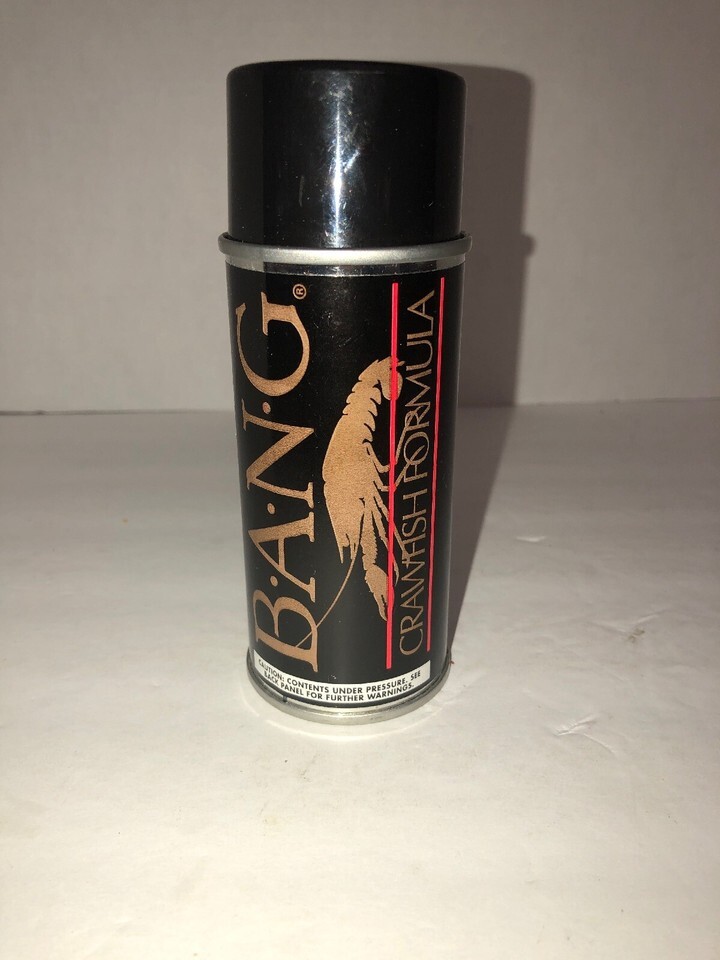 B·A·N·G®
CRAWFISH FORMULA
CAUTION: CONTENTS UNDER PRESSURE. SEE
BACK PANEL FOR FURTHER WARNINGS.